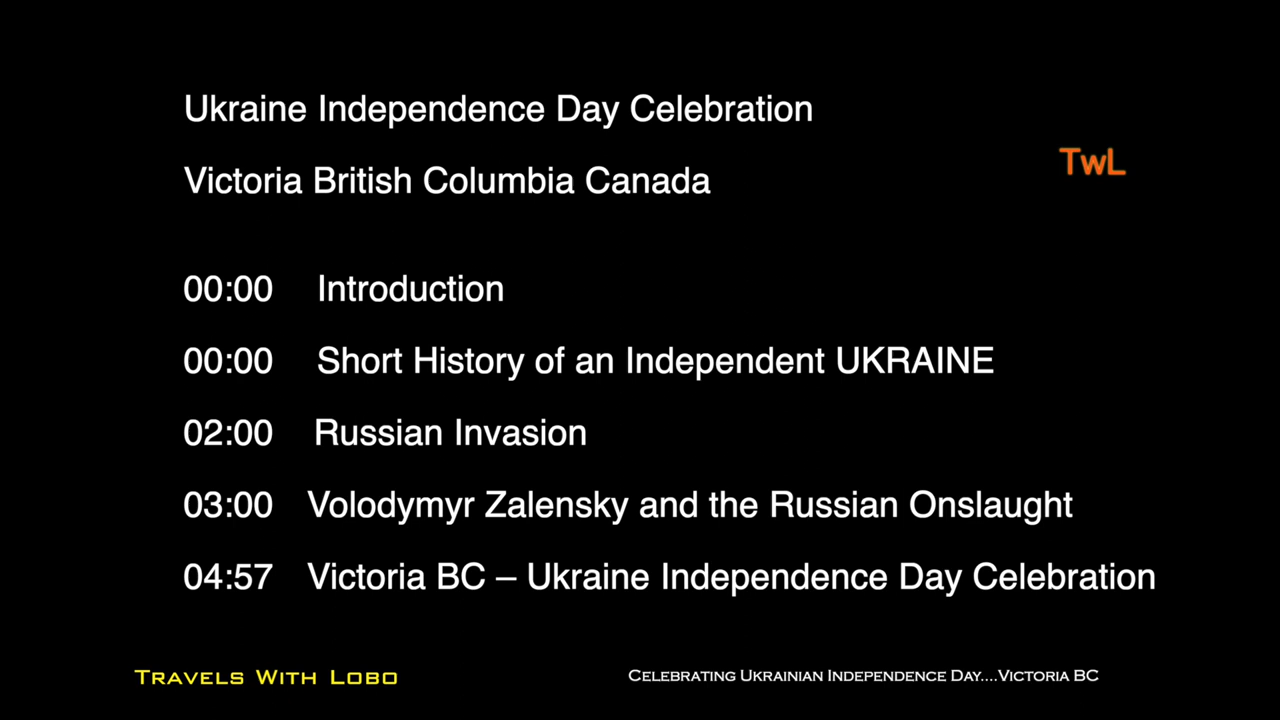 Ukraine Independence Day Celebration
Victoria British Columbia Canada
TwL
00:00 Introduction
00:00 Short History of an Independent UKRAINE
02:00 Russian Invasion
03:00 Volodymyr Zalensky and the Russian Onslaught
04:57 Victoria BC – Ukraine Independence Day Celebration
TRAVELS WITH LOBO
CELEBRATING UKRAINIAN INDEPENDENCE DAY....VICTORIA BC